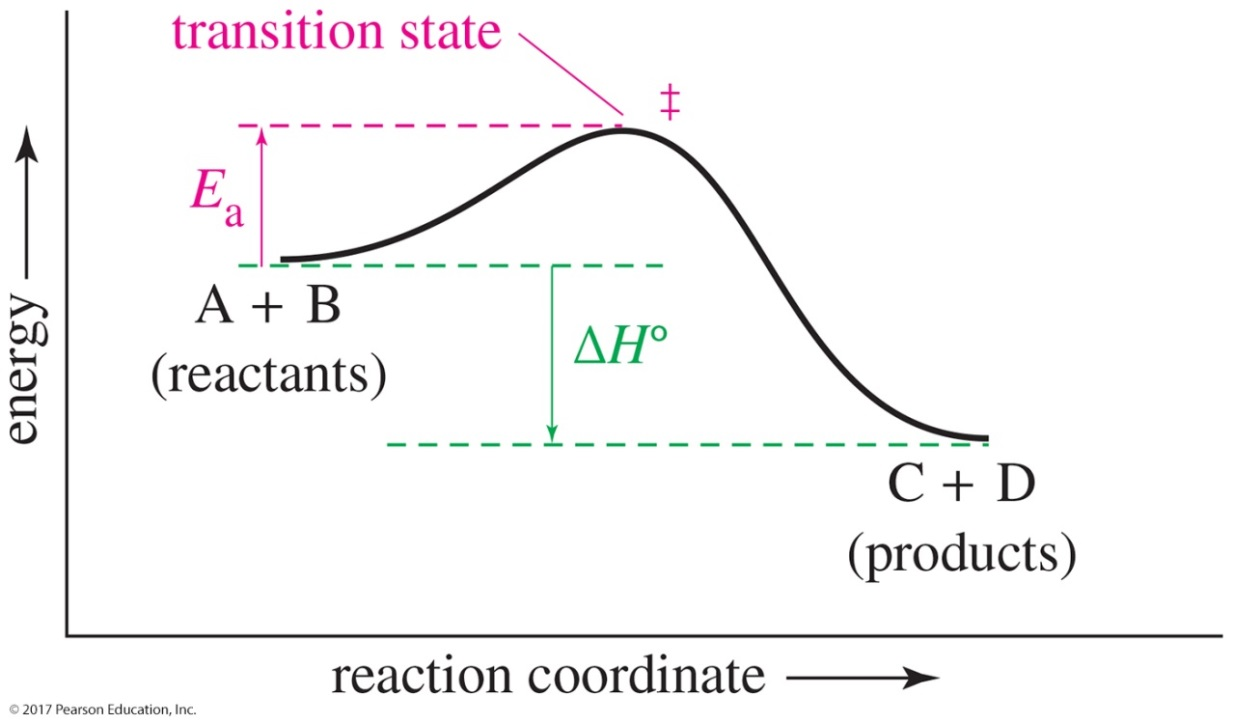 transition state
‡
Ea
A + B
(reactants)
ΔH°
energy
C + D
(products)
reaction coordinate
© 2017 Pearson Education, Inc.